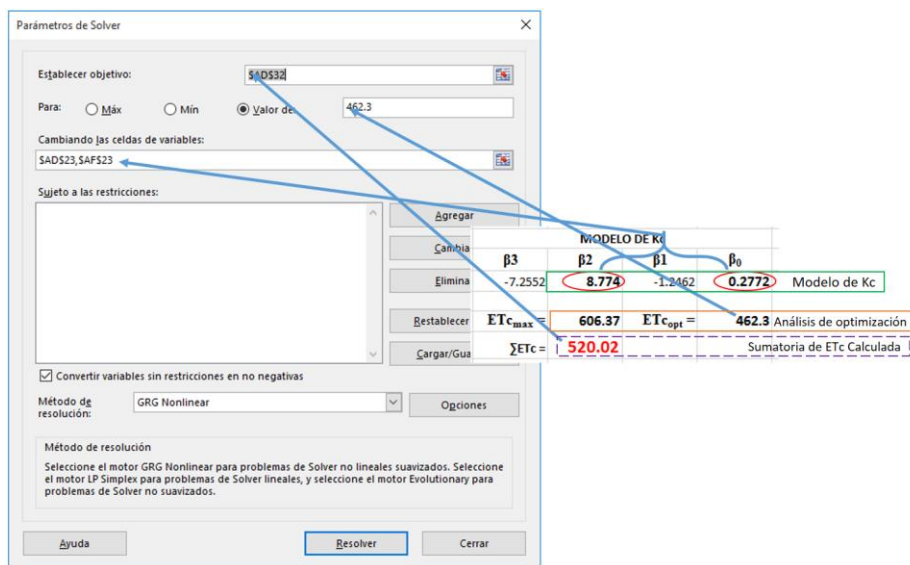 Parámetros de Solver
Establecer objetivo: $AD$32
Para: Máx Mín Valor de: 462.3
Cambiando las celdas de variables:
$AD$23,$AF$23
Sujeto a las restricciones:
Agregar
Cambia
Elimina
Restablecer
Cargar/Gua
Convertir variables sin restricciones en no negativas
Método de resolución: GRG Nonlinear Opciones
Método de resolución
Seleccione el motor GRG Nonlinear para problemas de Solver no lineales suavizados. Seleccione
el motor LP Simplex para problemas de Solver lineales, y seleccione el motor Evolutionary para
problemas de Solver no suavizados.
Ayuda Resolver Cerrar
MODELO DE Kc
β3 β2 β1 β0
-7.2552 8.774 -1.2462 0.2772 Modelo de Kc
ETcmax = 606.37 ETcopt = 462.3 Análisis de optimización
∑ETc = 520.02 Sumatoria de ETc Calculada